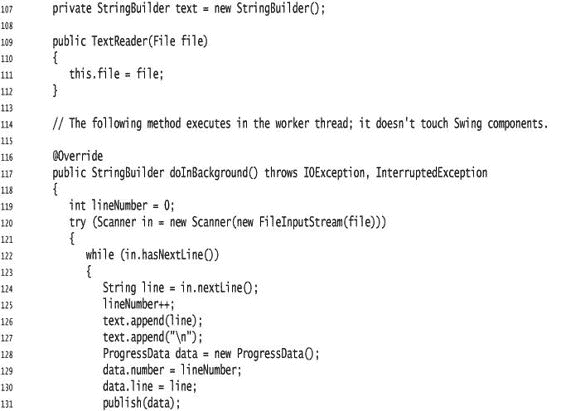 107 private StringBuilder text = new StringBuilder();
108
109 public TextReader(File file)
110 {
111 this.file = file;
112 }
113
114 // The following method executes in the worker thread; it doesn't touch Swing components.
115
116 @Override
117 public StringBuilder doInBackground() throws IOException, InterruptedException
118 {
119 int lineNumber = 0;
120 try (Scanner in = new Scanner(new FileInputStream(file)))
121 {
122 while (in.hasNextLine())
123 {
124 String line = in.nextLine();
125 lineNumber++;
126 text.append(line);
127 text.append("\n");
128 ProgressData data = new ProgressData();
129 data.number = lineNumber;
130 data.line = line;
131 publish(data);